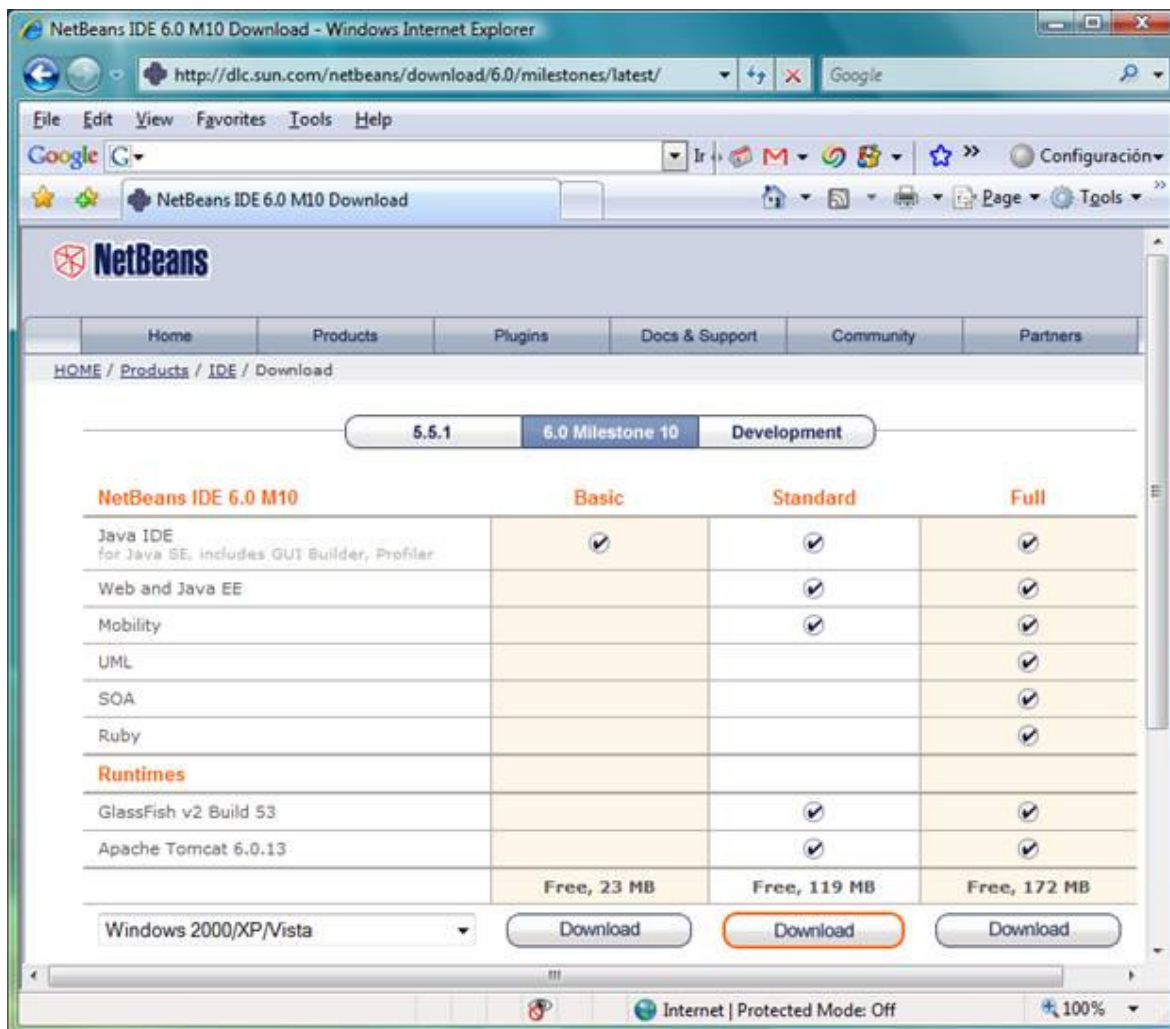 NetBeans IDE 6.0 M10 Download - Windows Internet Explorer
http://dlc.sun.com/netbeans/download/6.0/milestones/latest/ Google
File Edit View Favorites Tools Help
Google G Ir Configuración
NetBeans IDE 6.0 M10 Download Page Tools
NetBeans
Home Products Plugins Docs & Support Community Partners
HOME / Products / IDE / Download
5.5.1 6.0 Milestone 10 Development
NetBeans IDE 6.0 M10 Basic Standard Full
Java IDE
for Java SE, includes GUI Builder, Profiler
Web and Java EE
Mobility
UML
SOA
Ruby
Runtimes
GlassFish v2 Build 53
Apache Tomcat 6.0.13
Free, 23 MB Free, 119 MB Free, 172 MB
Windows 2000/XP/Vista Download Download Download
Internet | Protected Mode: Off 100%